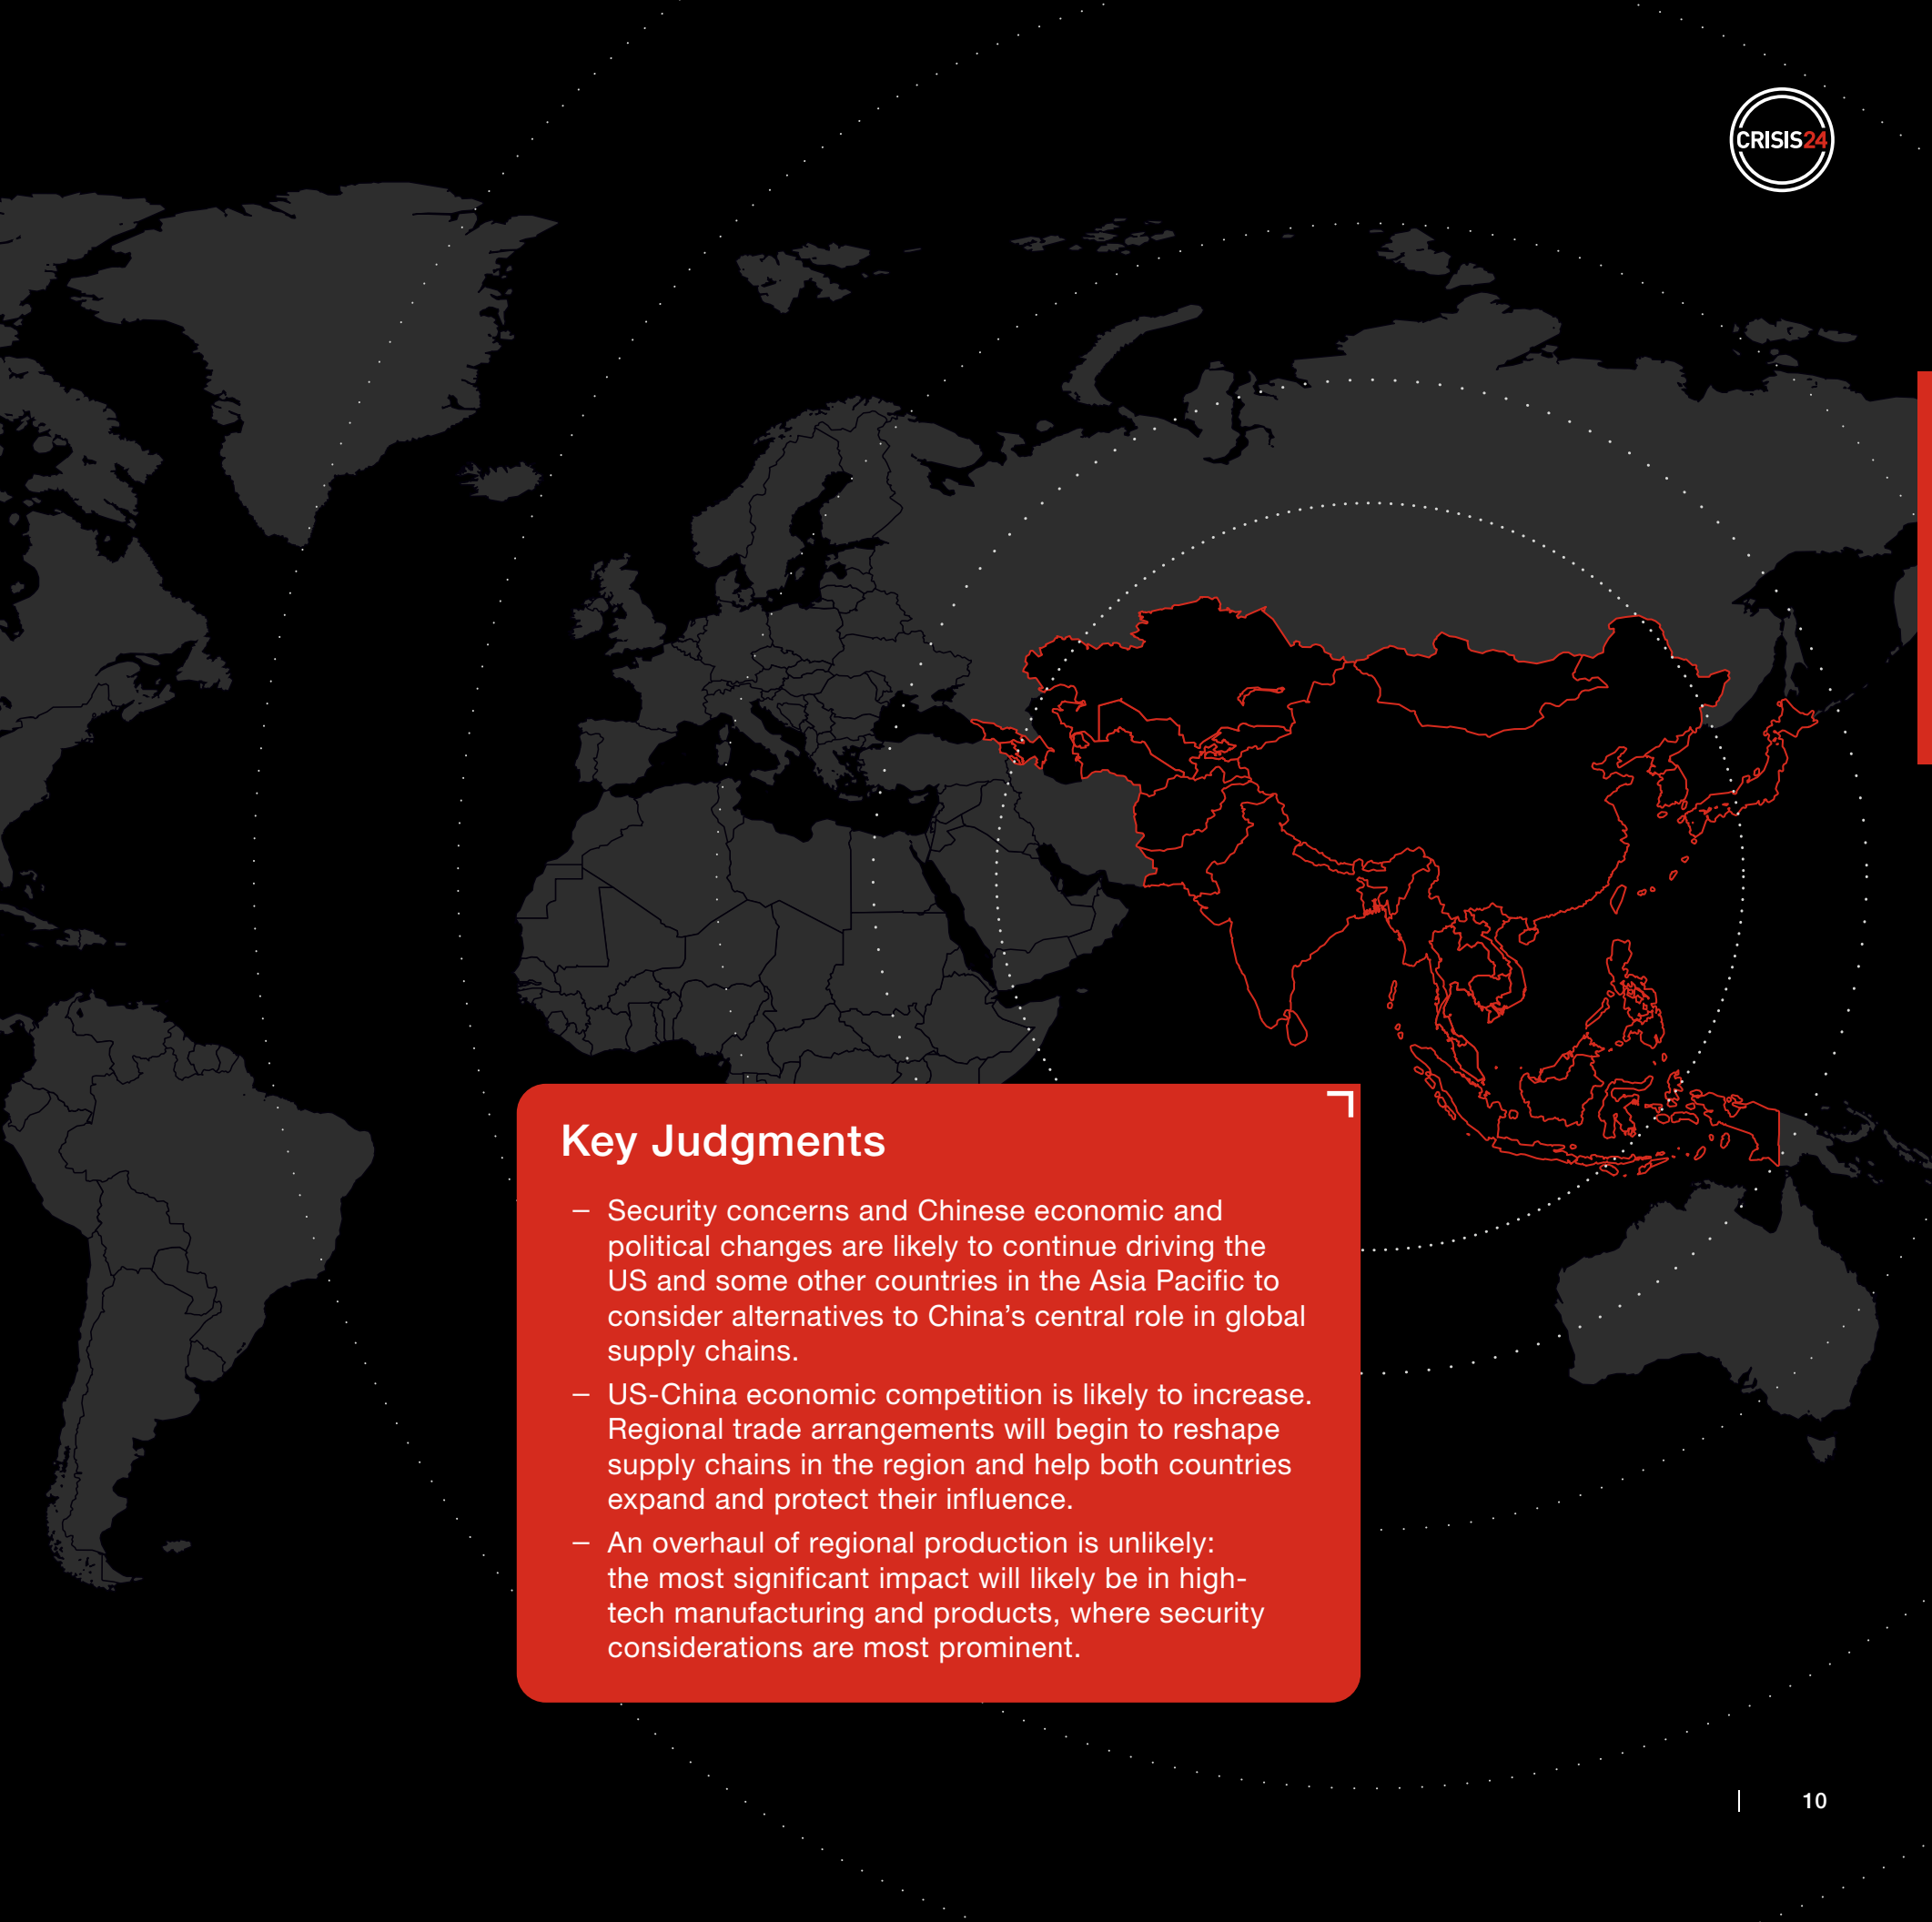 CRISIS24
Key Judgments
– Security concerns and Chinese economic and
political changes are likely to continue driving the
US and some other countries in the Asia Pacific to
consider alternatives to China’s central role in global
supply chains.
– US-China economic competition is likely to increase.
Regional trade arrangements will begin to reshape
supply chains in the region and help both countries
expand and protect their influence.
– An overhaul of regional production is unlikely:
the most significant impact will likely be in high-
tech manufacturing and products, where security
considerations are most prominent.
| 10